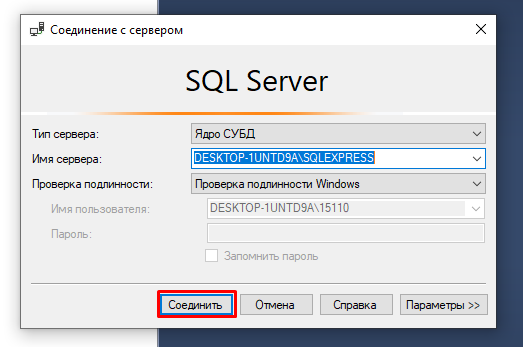 Соединение с сервером
SQL Server
Тип сервера: Ядро СУБД
Имя сервера: DESKTOP-1UNTD9A\SQLEXPRESS
Проверка подлинности: Проверка подлинности Windows
Имя пользователя: DESKTOP-1UNTD9A\15110
Пароль:
Запомнить пароль
Соединить Отмена Справка Параметры >>